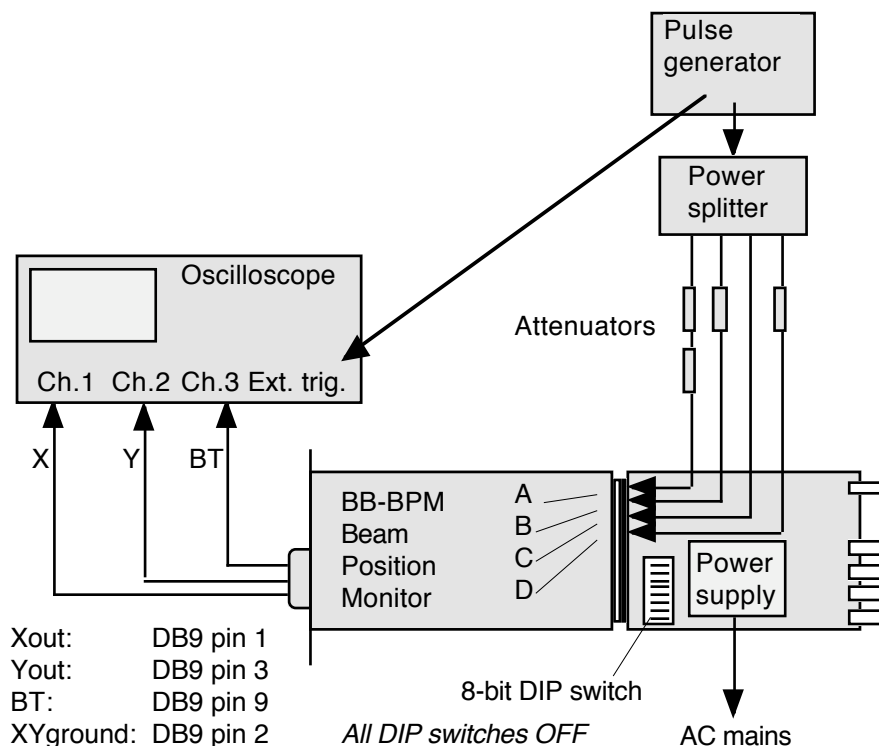 Pulse
generator
Power
splitter
Oscilloscope
Attenuators
Ch.1 Ch.2 Ch.3 Ext. trig.
X Y BT
BB-BPM
Beam
Position
Monitor
A
B
C
D
Power
supply
Xout: DB9 pin 1
Yout: DB9 pin 3
BT: DB9 pin 9
XYground: DB9 pin 2
8-bit DIP switch
All DIP switches OFF
AC mains